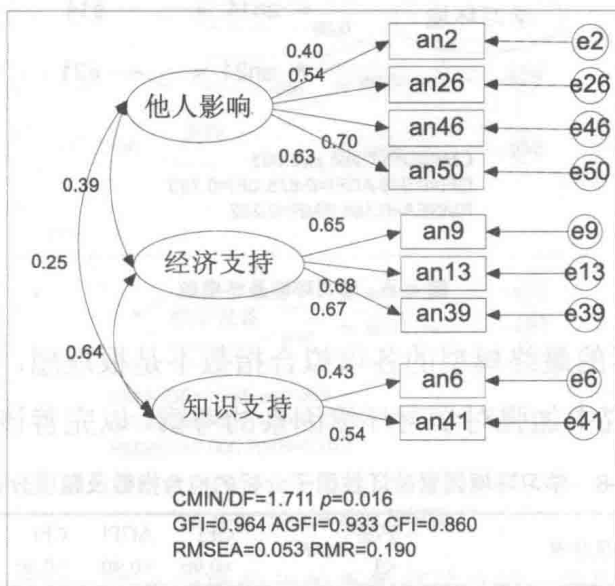 0.40
an2
e2
0.54
an26
e26
他人影响
an46
e46
0.70
0.63
an50
e50
0.39
0.65
an9
e9
0.25
经济支持
an13
e13
0.68
0.67
an39
e39
0.64
0.43
an6
e6
知识支持
0.54
an41
e41
CMIN/DF=1.711 p=0.016
GFI=0.964 AGFI=0.933 CFI=0.860
RMSEA=0.053 RMR=0.190